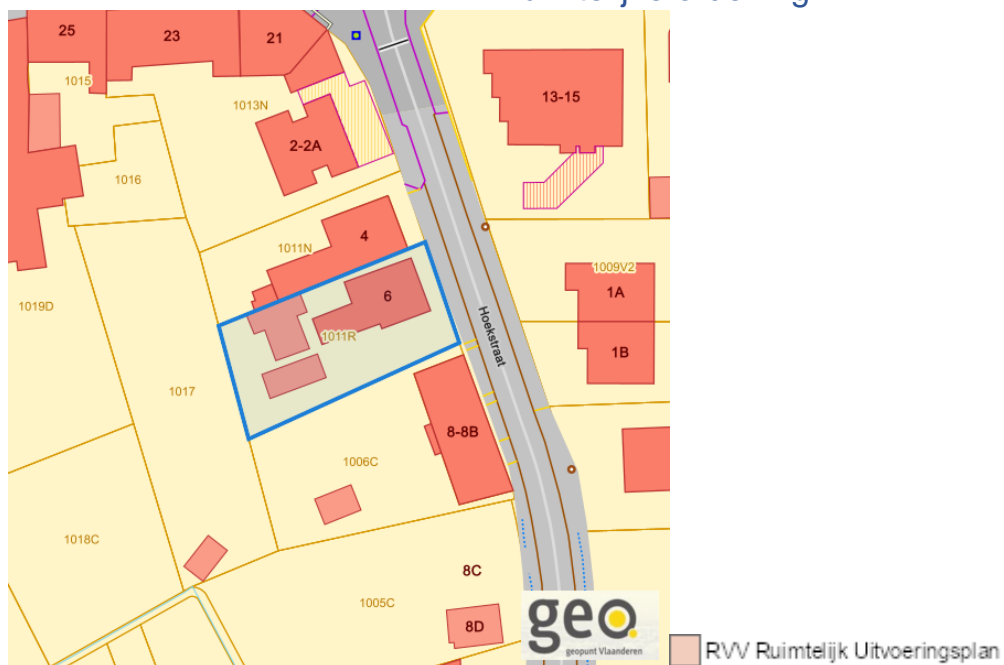 25
23
21
1015
1013N
13-15
2-2A
1016
4
1011N
1009V2
6
1A
1019D
Hoekstraat
1011R
1B
1017
8-8B
1006C
1018C
8C
1005C
8D
geo
geopunt Vlaanderen
RVV Ruimtelijk Uitvoeringsplan